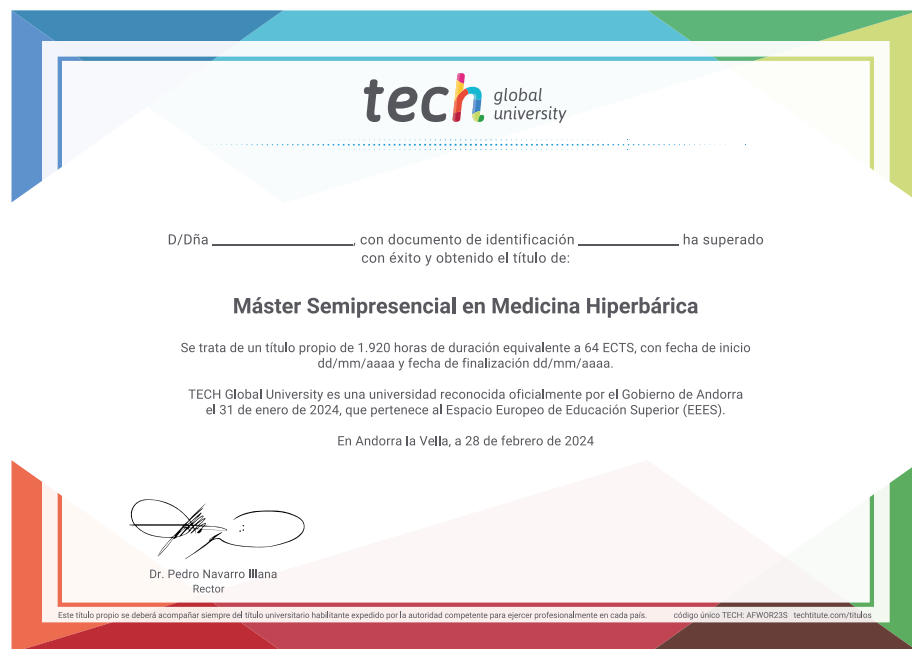 tech global university
D/Dña ______________, con documento de identificación __________ ha superado
con éxito y obtenido el título de:
Máster Semipresencial en Medicina Hiperbárica
Se trata de un título propio de 1.920 horas de duración equivalente a 64 ECTS, con fecha de inicio
dd/mm/aaaa y fecha de finalización dd/mm/aaaa.
TECH Global University es una universidad reconocida oficialmente por el Gobierno de Andorra
el 31 de enero de 2024, que pertenece al Espacio Europeo de Educación Superior (EEES).
En Andorra la Vella, a 28 de febrero de 2024
Dr. Pedro Navarro Illana
Rector
Este título propio se deberá acompañar siempre del título universitario habilitante expedido por la autoridad competente para ejercer profesionalmente en cada país. código único TECH: AFWOR23S techtitute.com/titulos